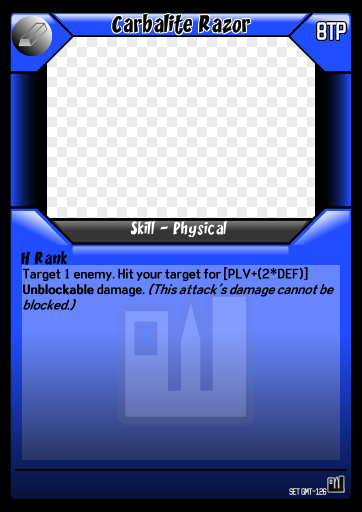 Carbalite Razor
8TP
Skill - Physical
H Rank
Target 1 enemy. Hit your target for [PLV+(2*DEF)]
Unblockable damage. (This attack's damage cannot be
blocked.)
SET GMT-126